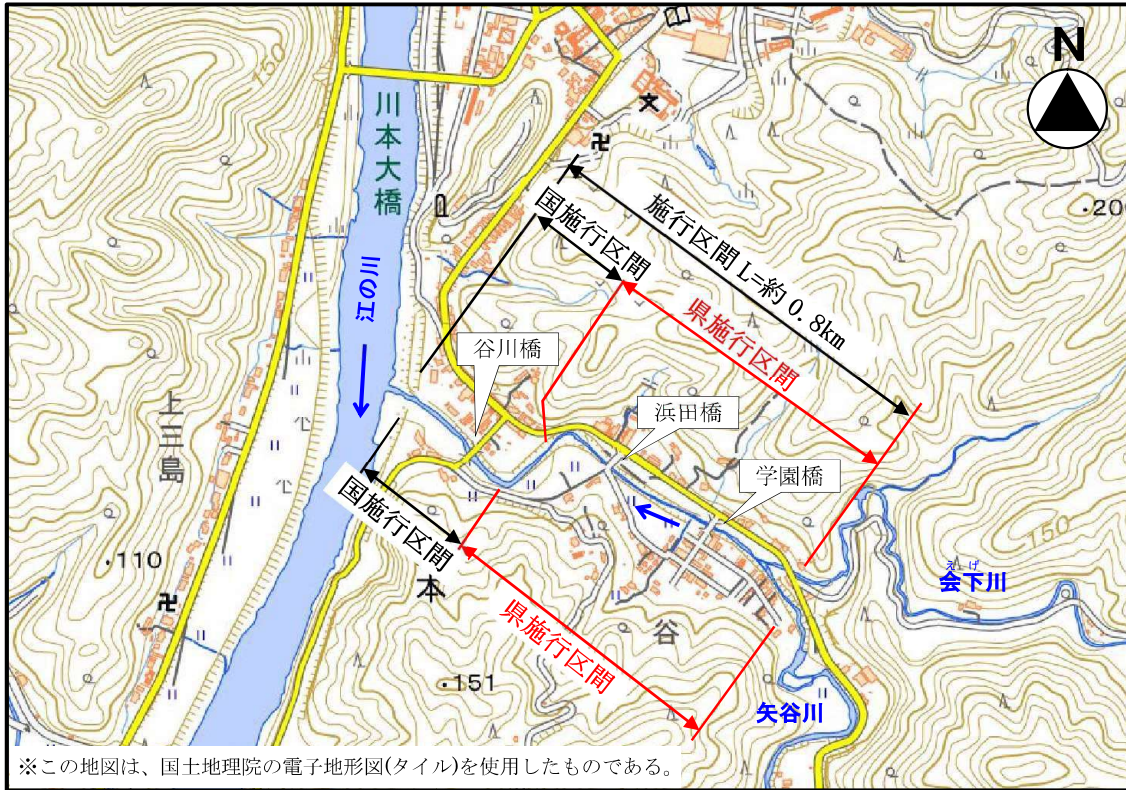 N
150
川本大橋
文
卍
200
施行区間 L=約 0.8km
国施行区間
県施行区間
江の川
谷川橋
浜田橋
学園橋
上三島
国施行区間
県施行区間
150
・110
卍
本
谷
えげ
会下川
・151
矢谷川
※この地図は、国土地理院の電子地形図(タイル)を使用したものである。